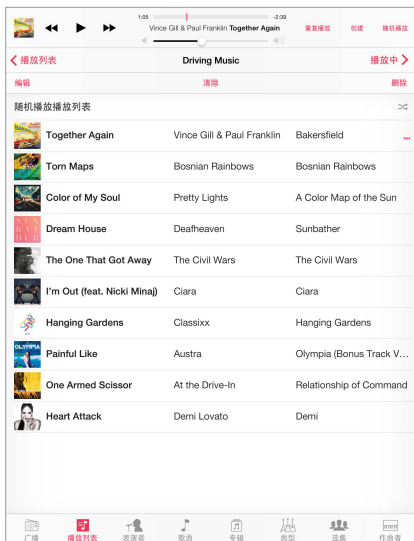 1:05 -2:39
Vince Gill & Paul Franklin Together Again 重复播放 创建 随机播放
播放列表 Driving Music 播放中
编辑 清除 删除
随机播放播放列表
Together Again Vince Gill & Paul Franklin Bakersfield ...
Torn Maps Bosnian Rainbows Bosnian Rainbows
Color of My Soul Pretty Lights A Color Map of the Sun
Dream House Deafheaven Sunbather
The One That Got Away The Civil Wars The Civil Wars
I'm Out (feat. Nicki Minaj) Ciara Ciara
Hanging Gardens Classixx Hanging Gardens
OLYMPIA
Painful Like Austra Olympia (Bonus Track V...
One Armed Scissor At the Drive-In Relationship of Command
Heart Attack Demi Lovato Demi
广播 播放列表 表演者 歌曲 专辑 类型 选集 作曲者